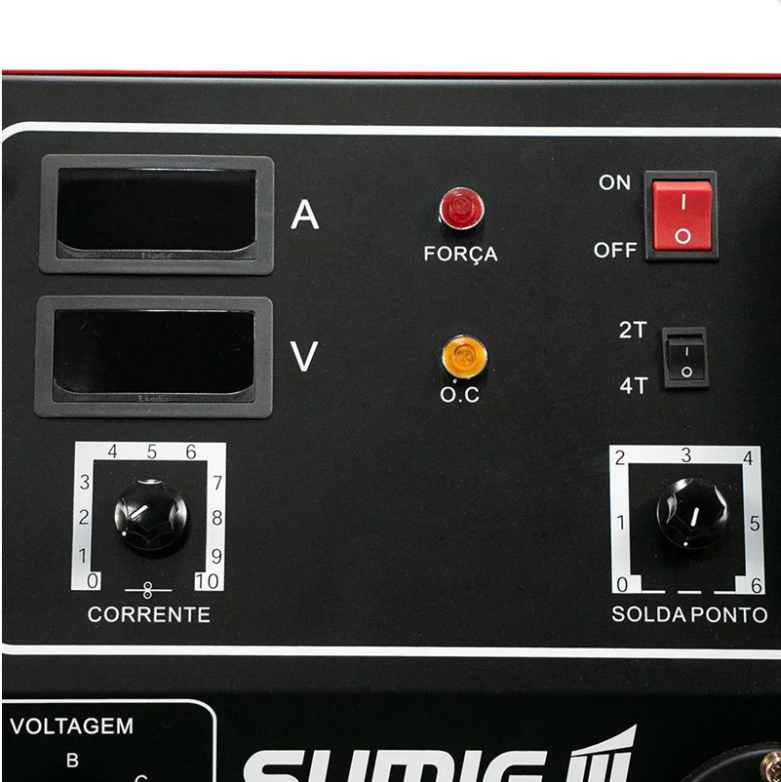 A
FORÇA
ON
OFF
I
O
V
O.C
2T
4T
I
O
4 5 6
3 7
2 8
1 9
0 10
CORRENTE
2 3 4
1 5
0 6
SOLDA PONTO
VOLTAGEM
B
C
SUMIG